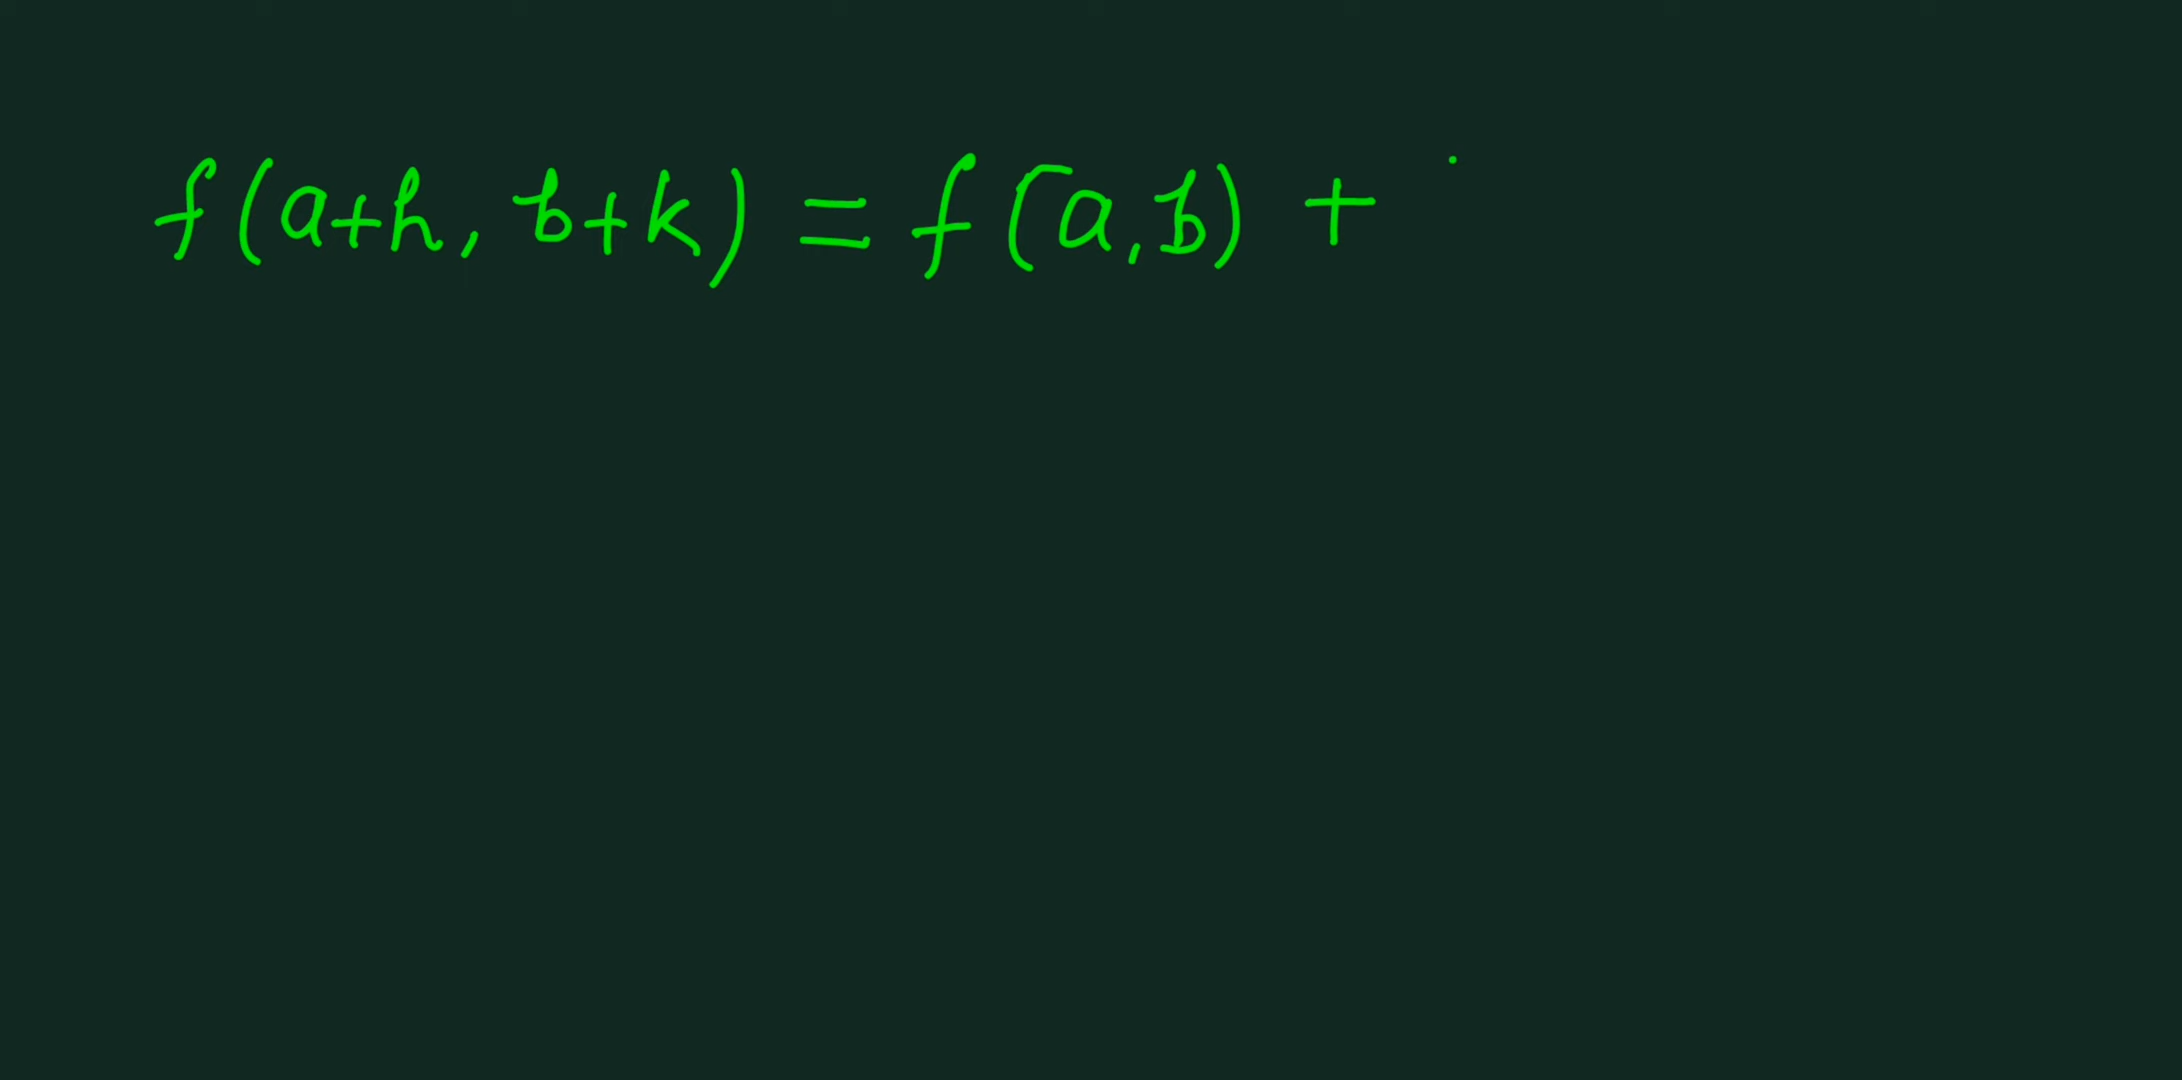 f(a+h, b+k) = f(a,b) +